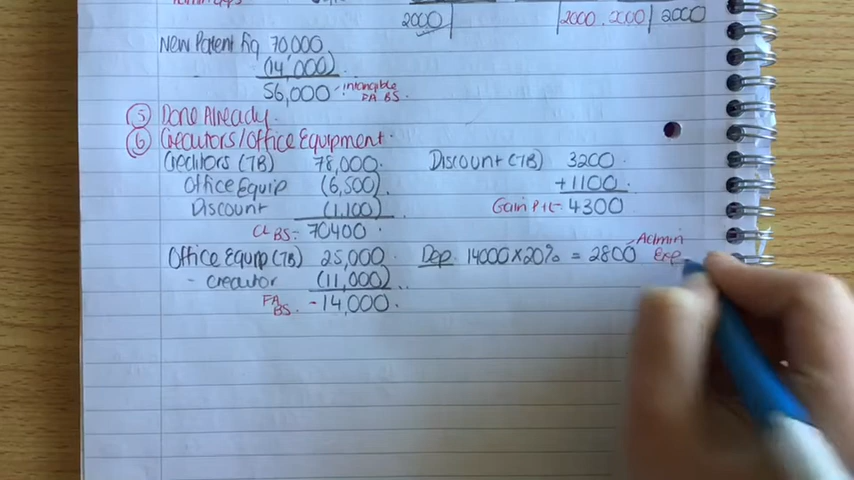 2000 2000 2000 2000
New Patent fig 70,000
(14,000)
56,000 - intangible
FA BS.
⑤ Done Already
⑥ Creditors/Office Equipment
Creditors (TB) 78,000. Discount (TB) 3200
Office Equip (6,500) +1100
Discount (1,100) Gain P+L - 4300
CL BS:- 70400
Office Equip (TB) 25,000. Dep 14000×20% = 2800 - Admin
Exp
- creditor (11,000)
FA
BS. - 14,000.